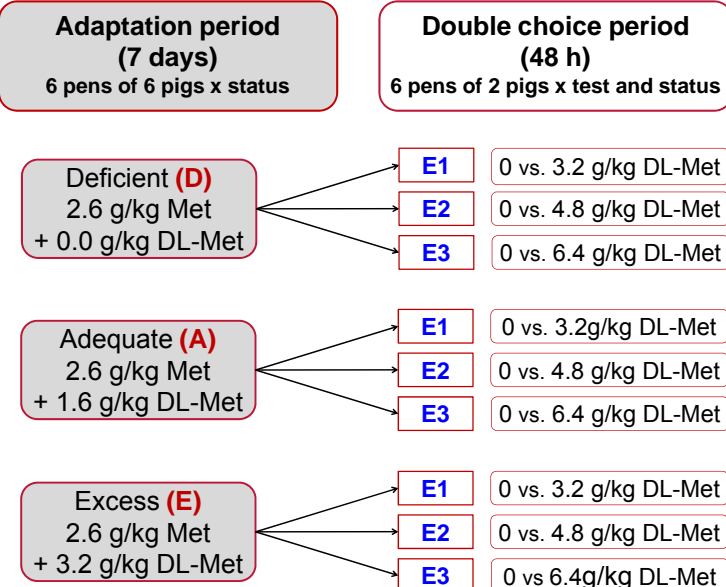 Adaptation period
(7 days)
6 pens of 6 pigs x status
Double choice period
(48 h)
6 pens of 2 pigs x test and status
Deficient (D)
2.6 g/kg Met
+ 0.0 g/kg DL-Met
E1
0 vs. 3.2 g/kg DL-Met
E2
0 vs. 4.8 g/kg DL-Met
E3
0 vs. 6.4 g/kg DL-Met
Adequate (A)
2.6 g/kg Met
+ 1.6 g/kg DL-Met
E1
0 vs. 3.2g/kg DL-Met
E2
0 vs. 4.8 g/kg DL-Met
E3
0 vs. 6.4 g/kg DL-Met
Excess (E)
2.6 g/kg Met
+ 3.2 g/kg DL-Met
E1
0 vs. 3.2 g/kg DL-Met
E2
0 vs. 4.8 g/kg DL-Met
E3
0 vs 6.4g/kg DL-Met